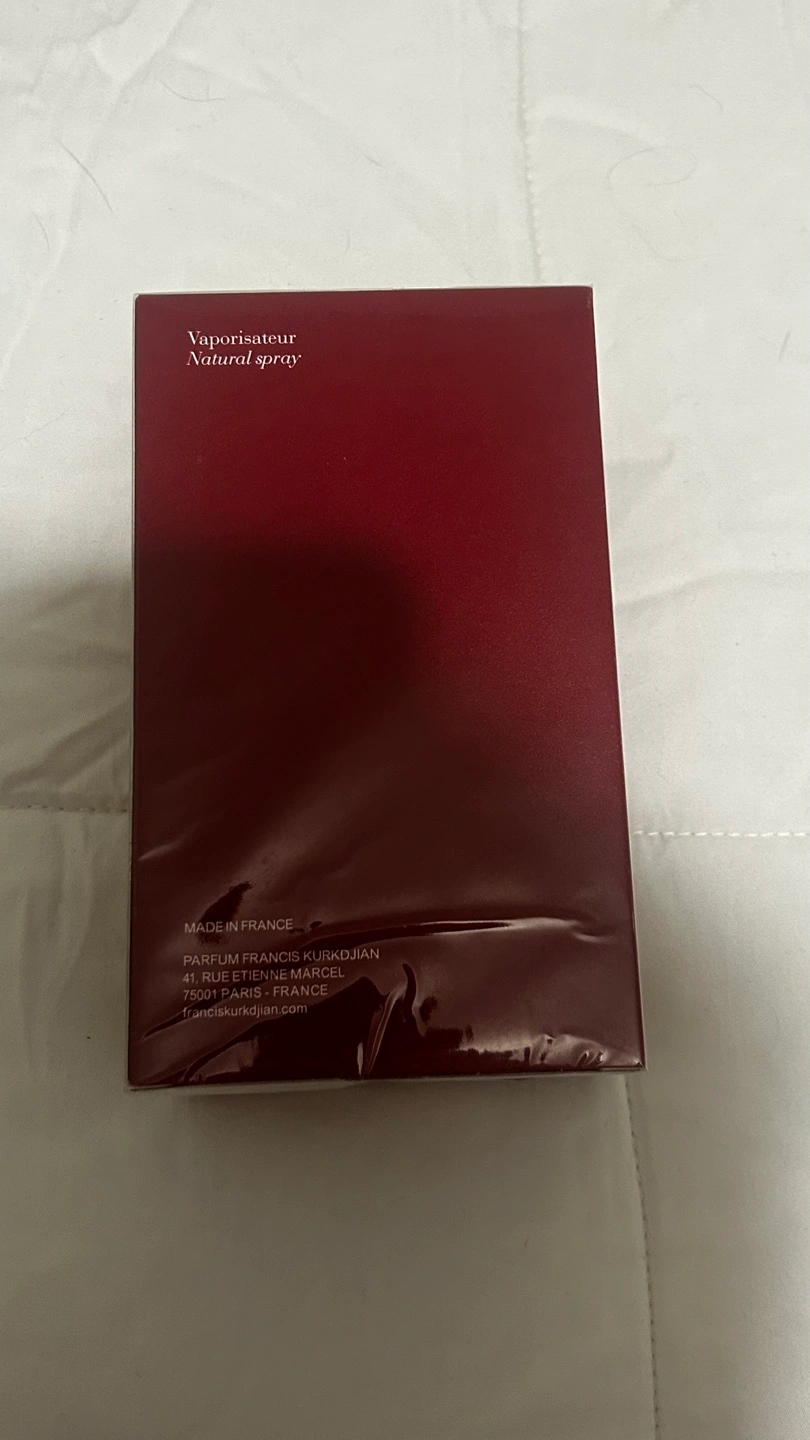 Vaporisateur
Natural spray
MADE IN FRANCE
PARFUM FRANCIS KURKDJIAN
41, RUE ETIENNE MARCEL
75001 PARIS - FRANCE
franciskurkdjian.com